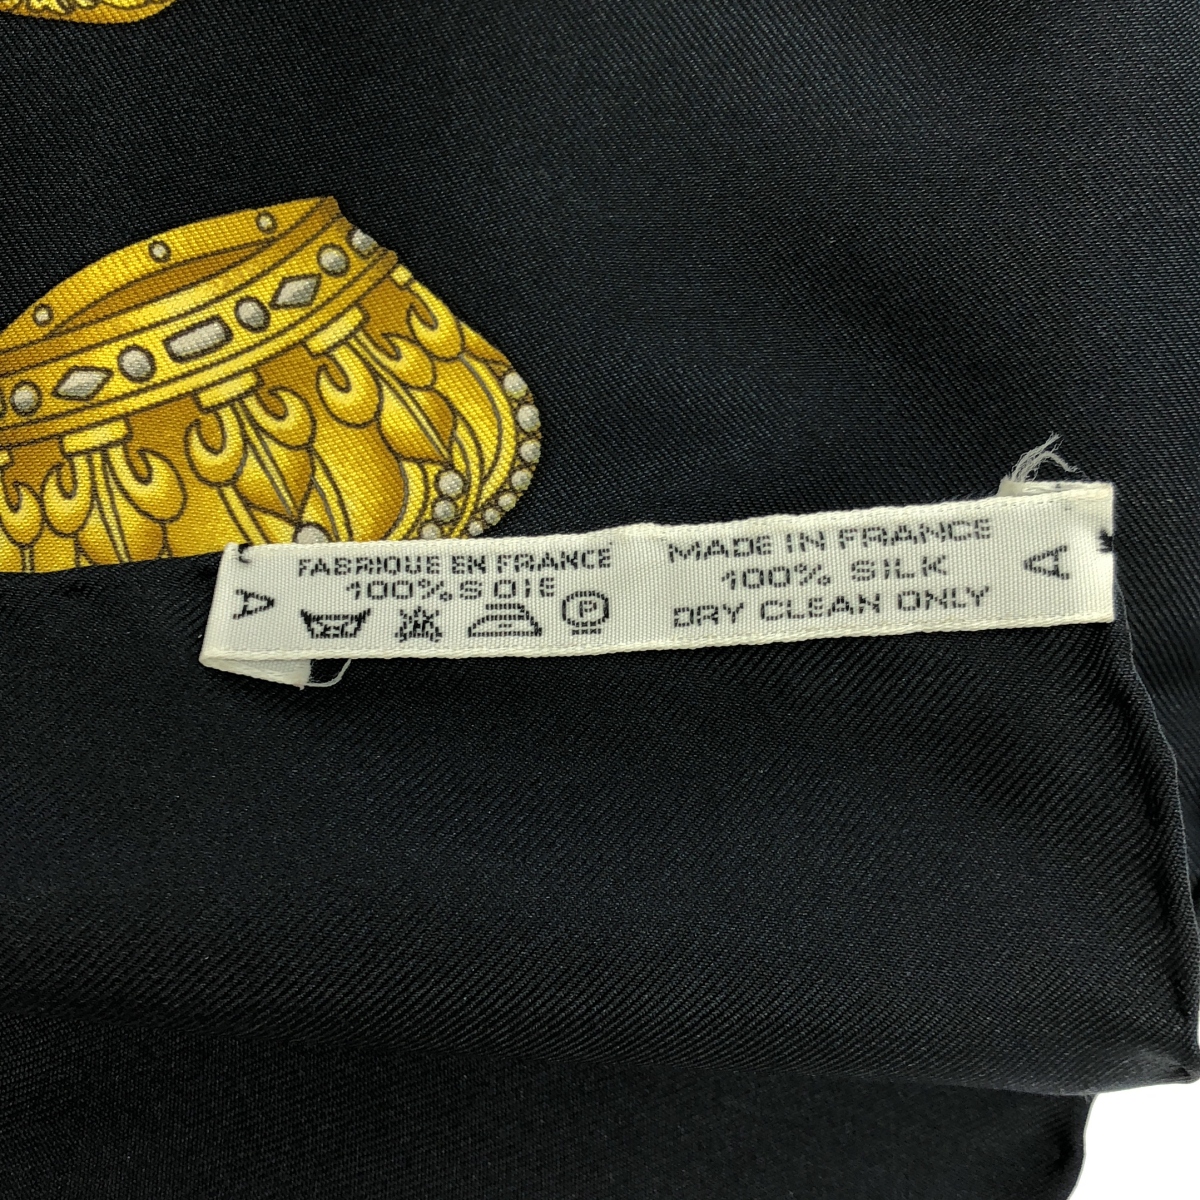 FABRIQUE EN FRANCE
100% SOIE
P
A
MADE IN FRANCE
100% SILK
DRY CLEAN ONLY
A